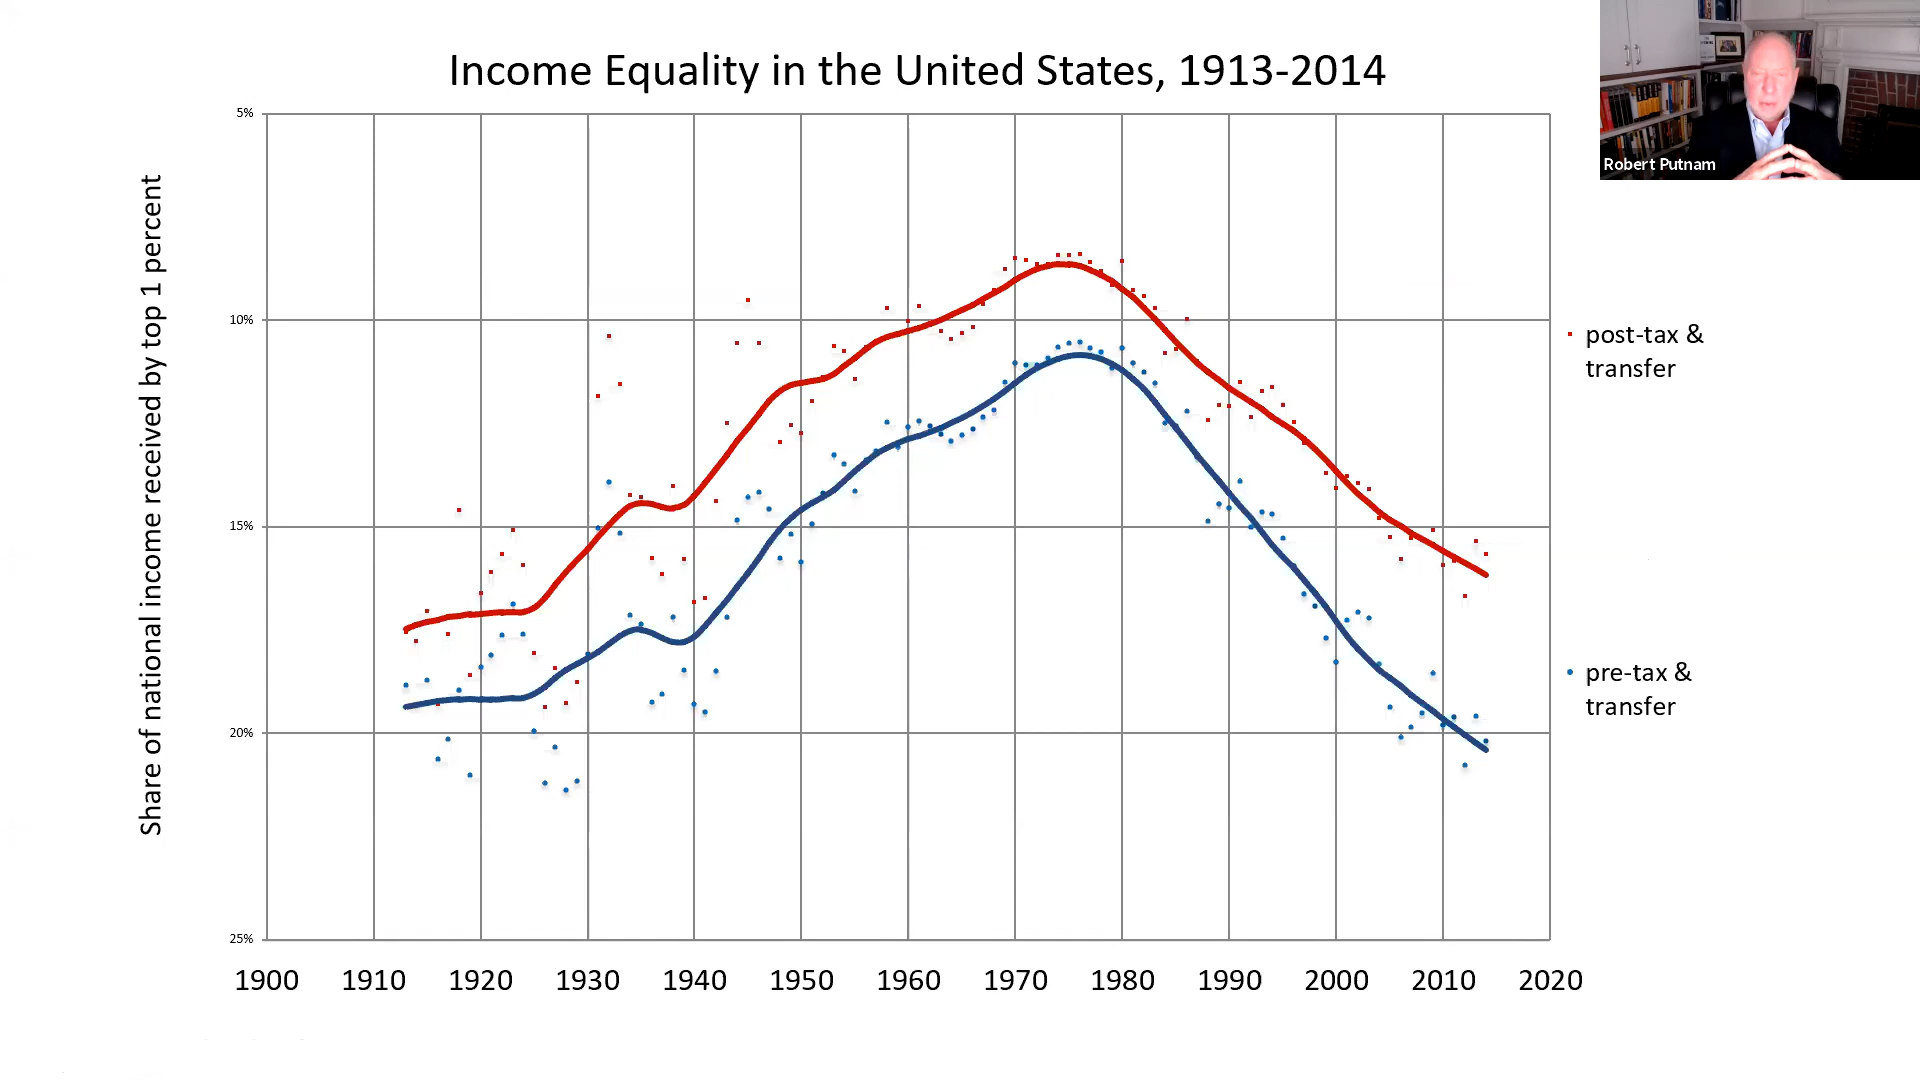 Income Equality in the United States, 1913-2014
Robert Putnam
Share of national income received by top 1 percent
5%
10%
15%
20%
25%
1900 1910 1920 1930 1940 1950 1960 1970 1980 1990 2000 2010 2020
post-tax &
transfer
pre-tax &
transfer